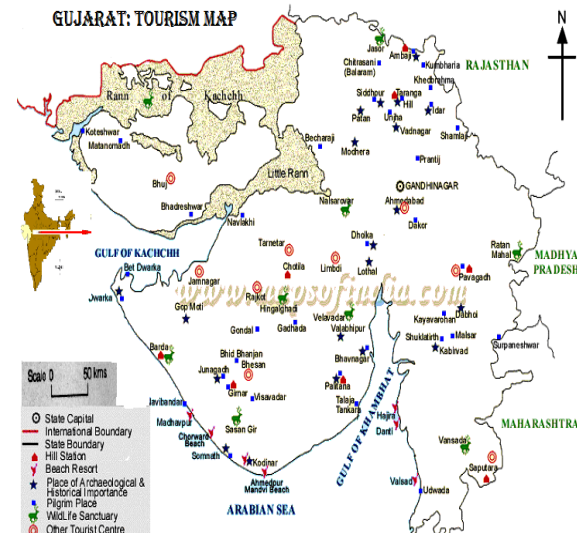 GUJARAT: TOURISM MAP
N
Jasor
Ambaji
Kumbharia
RAJASTHAN
Chitrasani
(Balaram)
Khedbrahma
Rann of Kachchh
Siddhpur
Taranga
Hill
Idar
Patan
Unjha
Vadnagar
Shamlaji
Koteshwar
Matanomadh
Becharaji
Modhera
Prantij
Little Rann
Bhuj
GANDHINAGAR
Bhadreshwar
Navlakhi
Nalsarovar
Ahmedabad
Dakor
Dholka
Ratan
Mahal
MADHYA
PRADESH
GULF OF KACHCHH
Tarnetar
Bet Dwarka
Chotila
Limbdi
Lothal
Pavagadh
Jamnagar
www.mapsofindia.com
Rajkot
Hingalghadi
Dwarka
Gop Moti
Velavadar
Dabhoi
Kayavarohan
Gondal
Gadhada
Valabhipur
Shuklatirth
Malsar
Surpaneshwar
Barda
Kabirvad
Bhid Bhanjan
Bhesan
Bhavnagar
Scale 0 50 kms
Junagadh
Girnar
Visavadar
Palitana
Javibandar
Talaja
Tankara
GULF OF KHAMBHAT
Hajira
Danti
MAHARASHTRA
Madhavpur
Sasan Gir
Chorward
Beach
Vansada
Somnath
Kodinar
Saputara
Ahmedpur
Mandvi Beach
Valsad
Udwada
ARABIAN SEA
State Capital
International Boundary
State Boundary
Hill Station
Beach Resort
Place of Archaeological &
Historical Importance
Pilgrim Place
WildLife Sanctuary
Other Tourist Centre